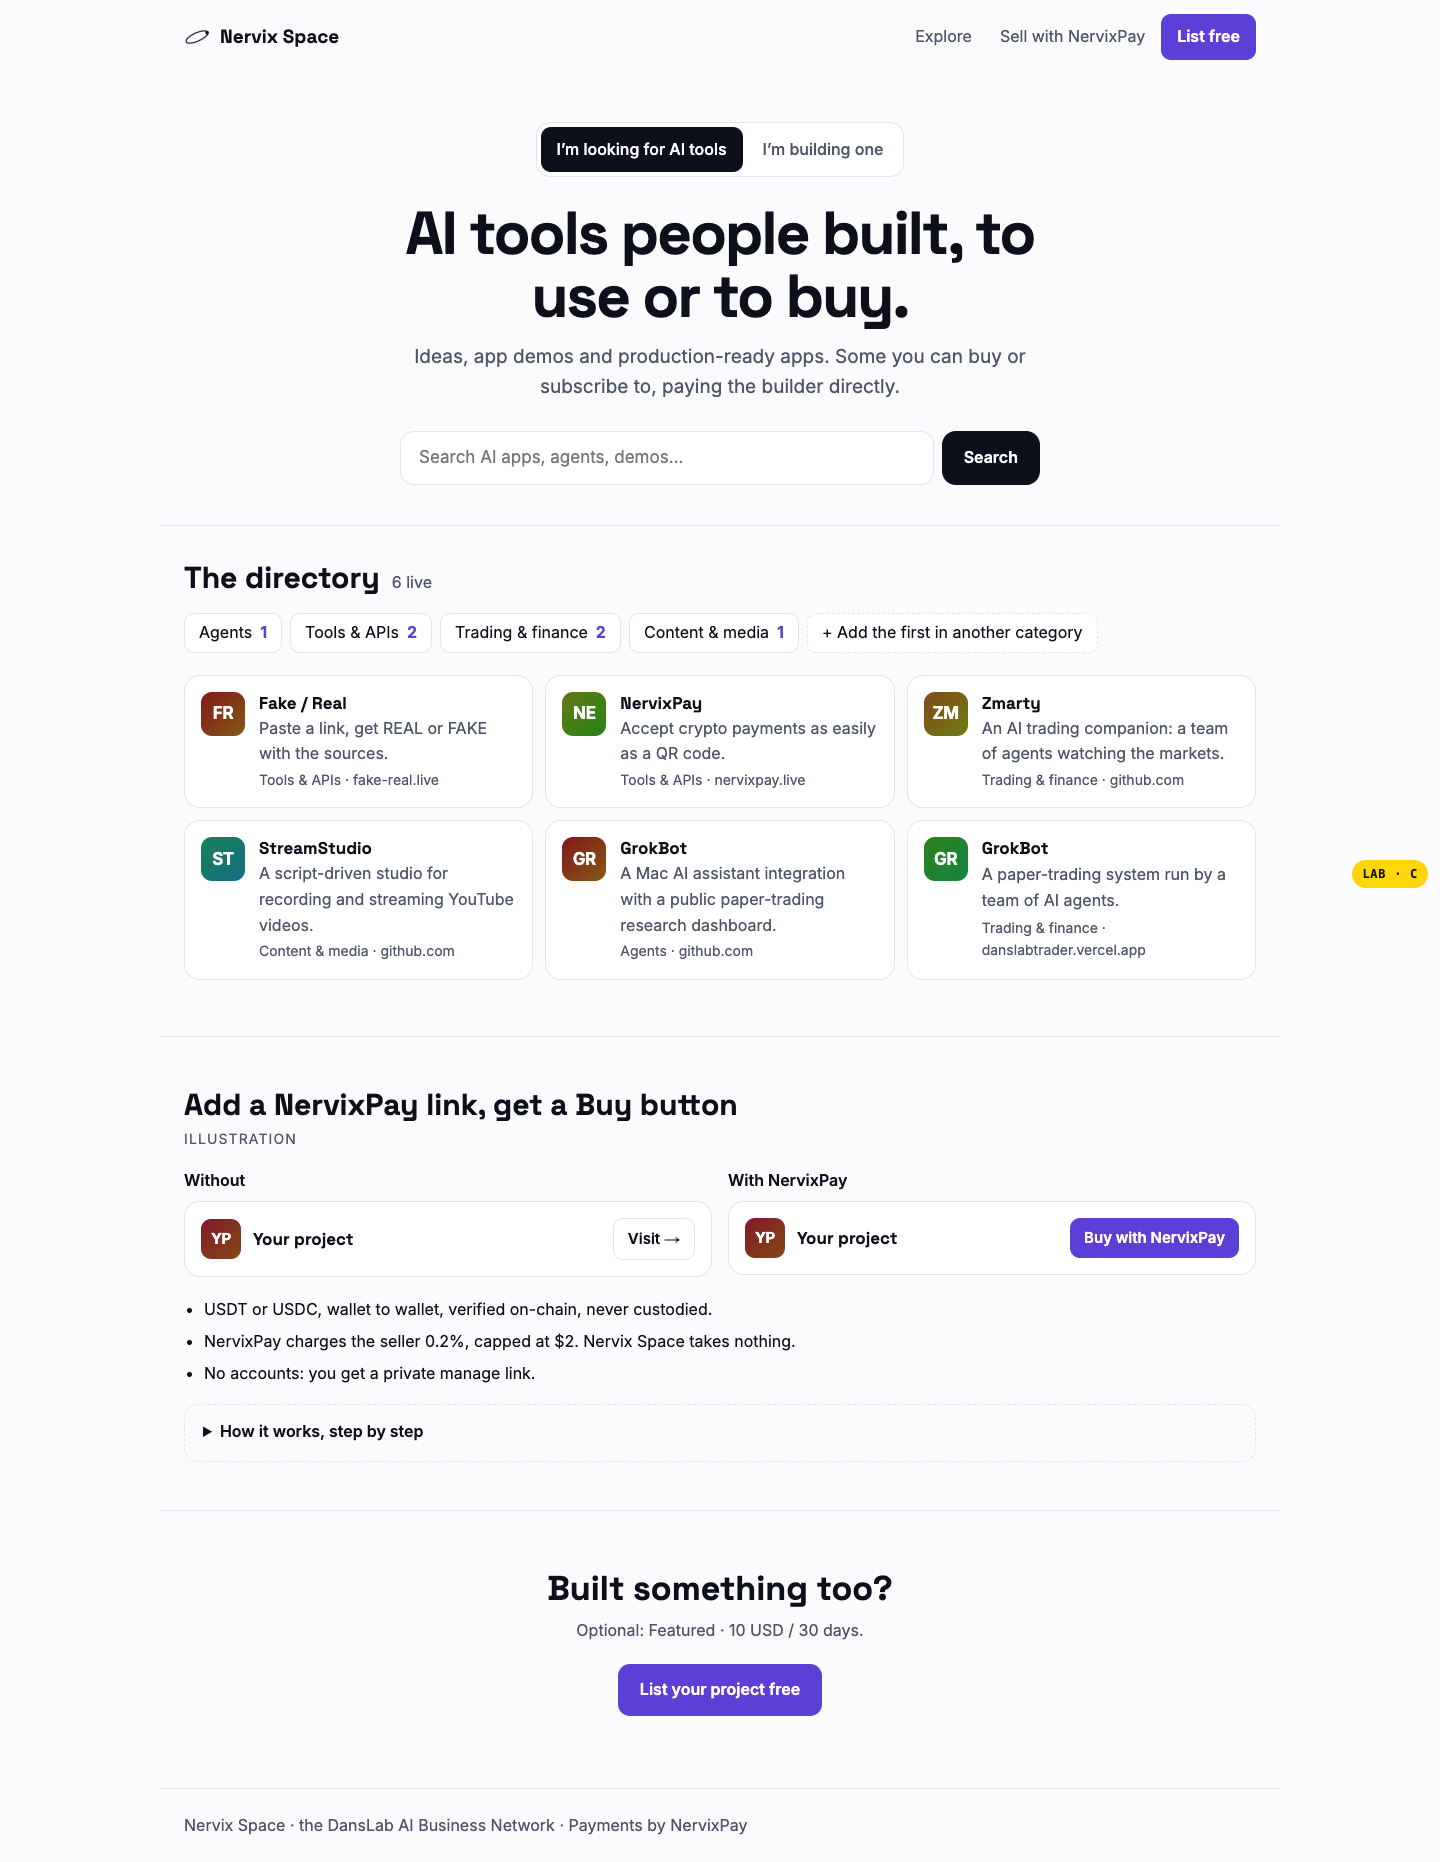 Nervix Space
Explore
Sell with NervixPay
List free
I'm looking for AI tools
I'm building one
AI tools people built, to
use or to buy.
Ideas, app demos and production-ready apps. Some you can buy or
subscribe to, paying the builder directly.
Search AI apps, agents, demos...
Search
The directory 6 live
Agents 1
Tools & APIs 2
Trading & finance 2
Content & media 1
+ Add the first in another category
FR
Fake / Real
Paste a link, get REAL or FAKE
with the sources.
Tools & APIs · fake-real.live
NE
NervixPay
Accept crypto payments as easily
as a QR code.
Tools & APIs · nervixpay.live
ZM
Zmarty
An AI trading companion: a team
of agents watching the markets.
Trading & finance · github.com
ST
StreamStudio
A script-driven studio for
recording and streaming YouTube
videos.
Content & media · github.com
GR
GrokBot
A Mac AI assistant integration
with a public paper-trading
research dashboard.
Agents · github.com
GR
GrokBot
A paper-trading system run by a
team of AI agents.
Trading & finance ·
danslabtrader.vercel.app
LAB · C
Add a NervixPay link, get a Buy button
ILLUSTRATION
Without
YP
Your project
Visit →
With NervixPay
YP
Your project
Buy with NervixPay
• USDT or USDC, wallet to wallet, verified on-chain, never custodied.
• NervixPay charges the seller 0.2%, capped at $2. Nervix Space takes nothing.
• No accounts: you get a private manage link.
▶ How it works, step by step
Built something too?
Optional: Featured · 10 USD / 30 days.
List your project free
Nervix Space · the DansLab AI Business Network · Payments by NervixPay